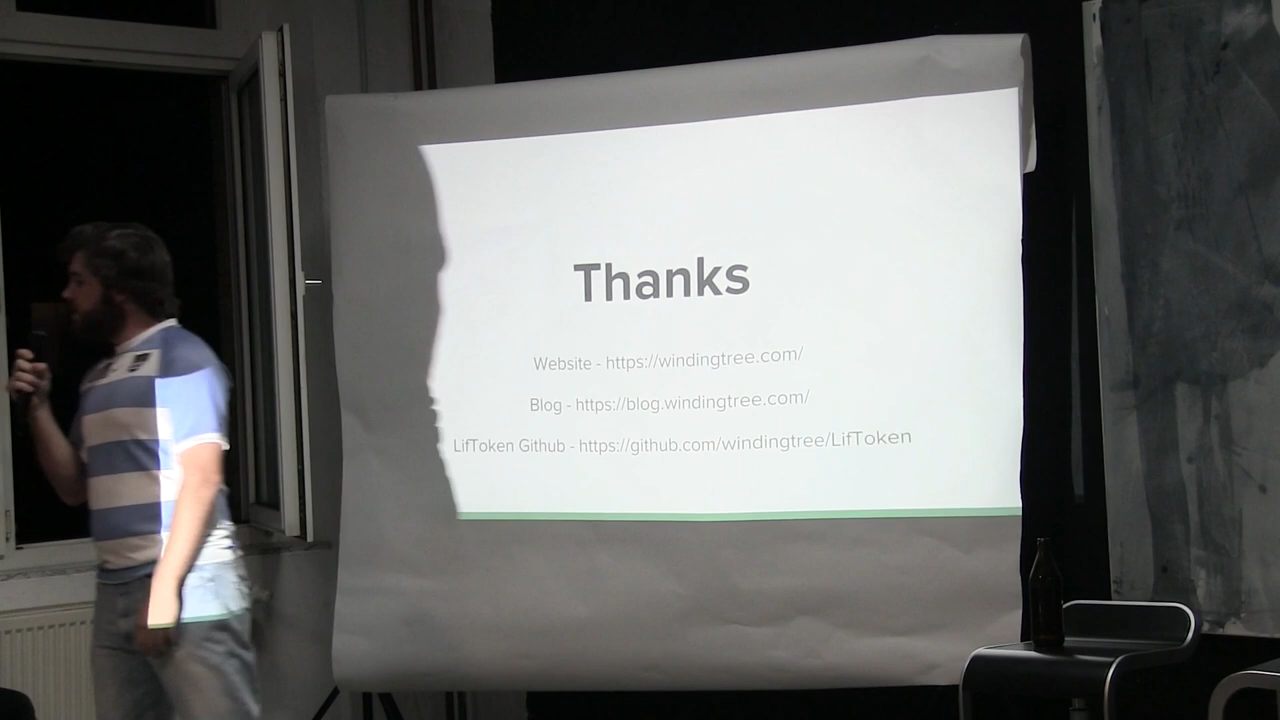 Thanks
Website - https://windingtree.com/
Blog - https://blog.windingtree.com/
LifToken Github - https://github.com/windingtree/LifToken